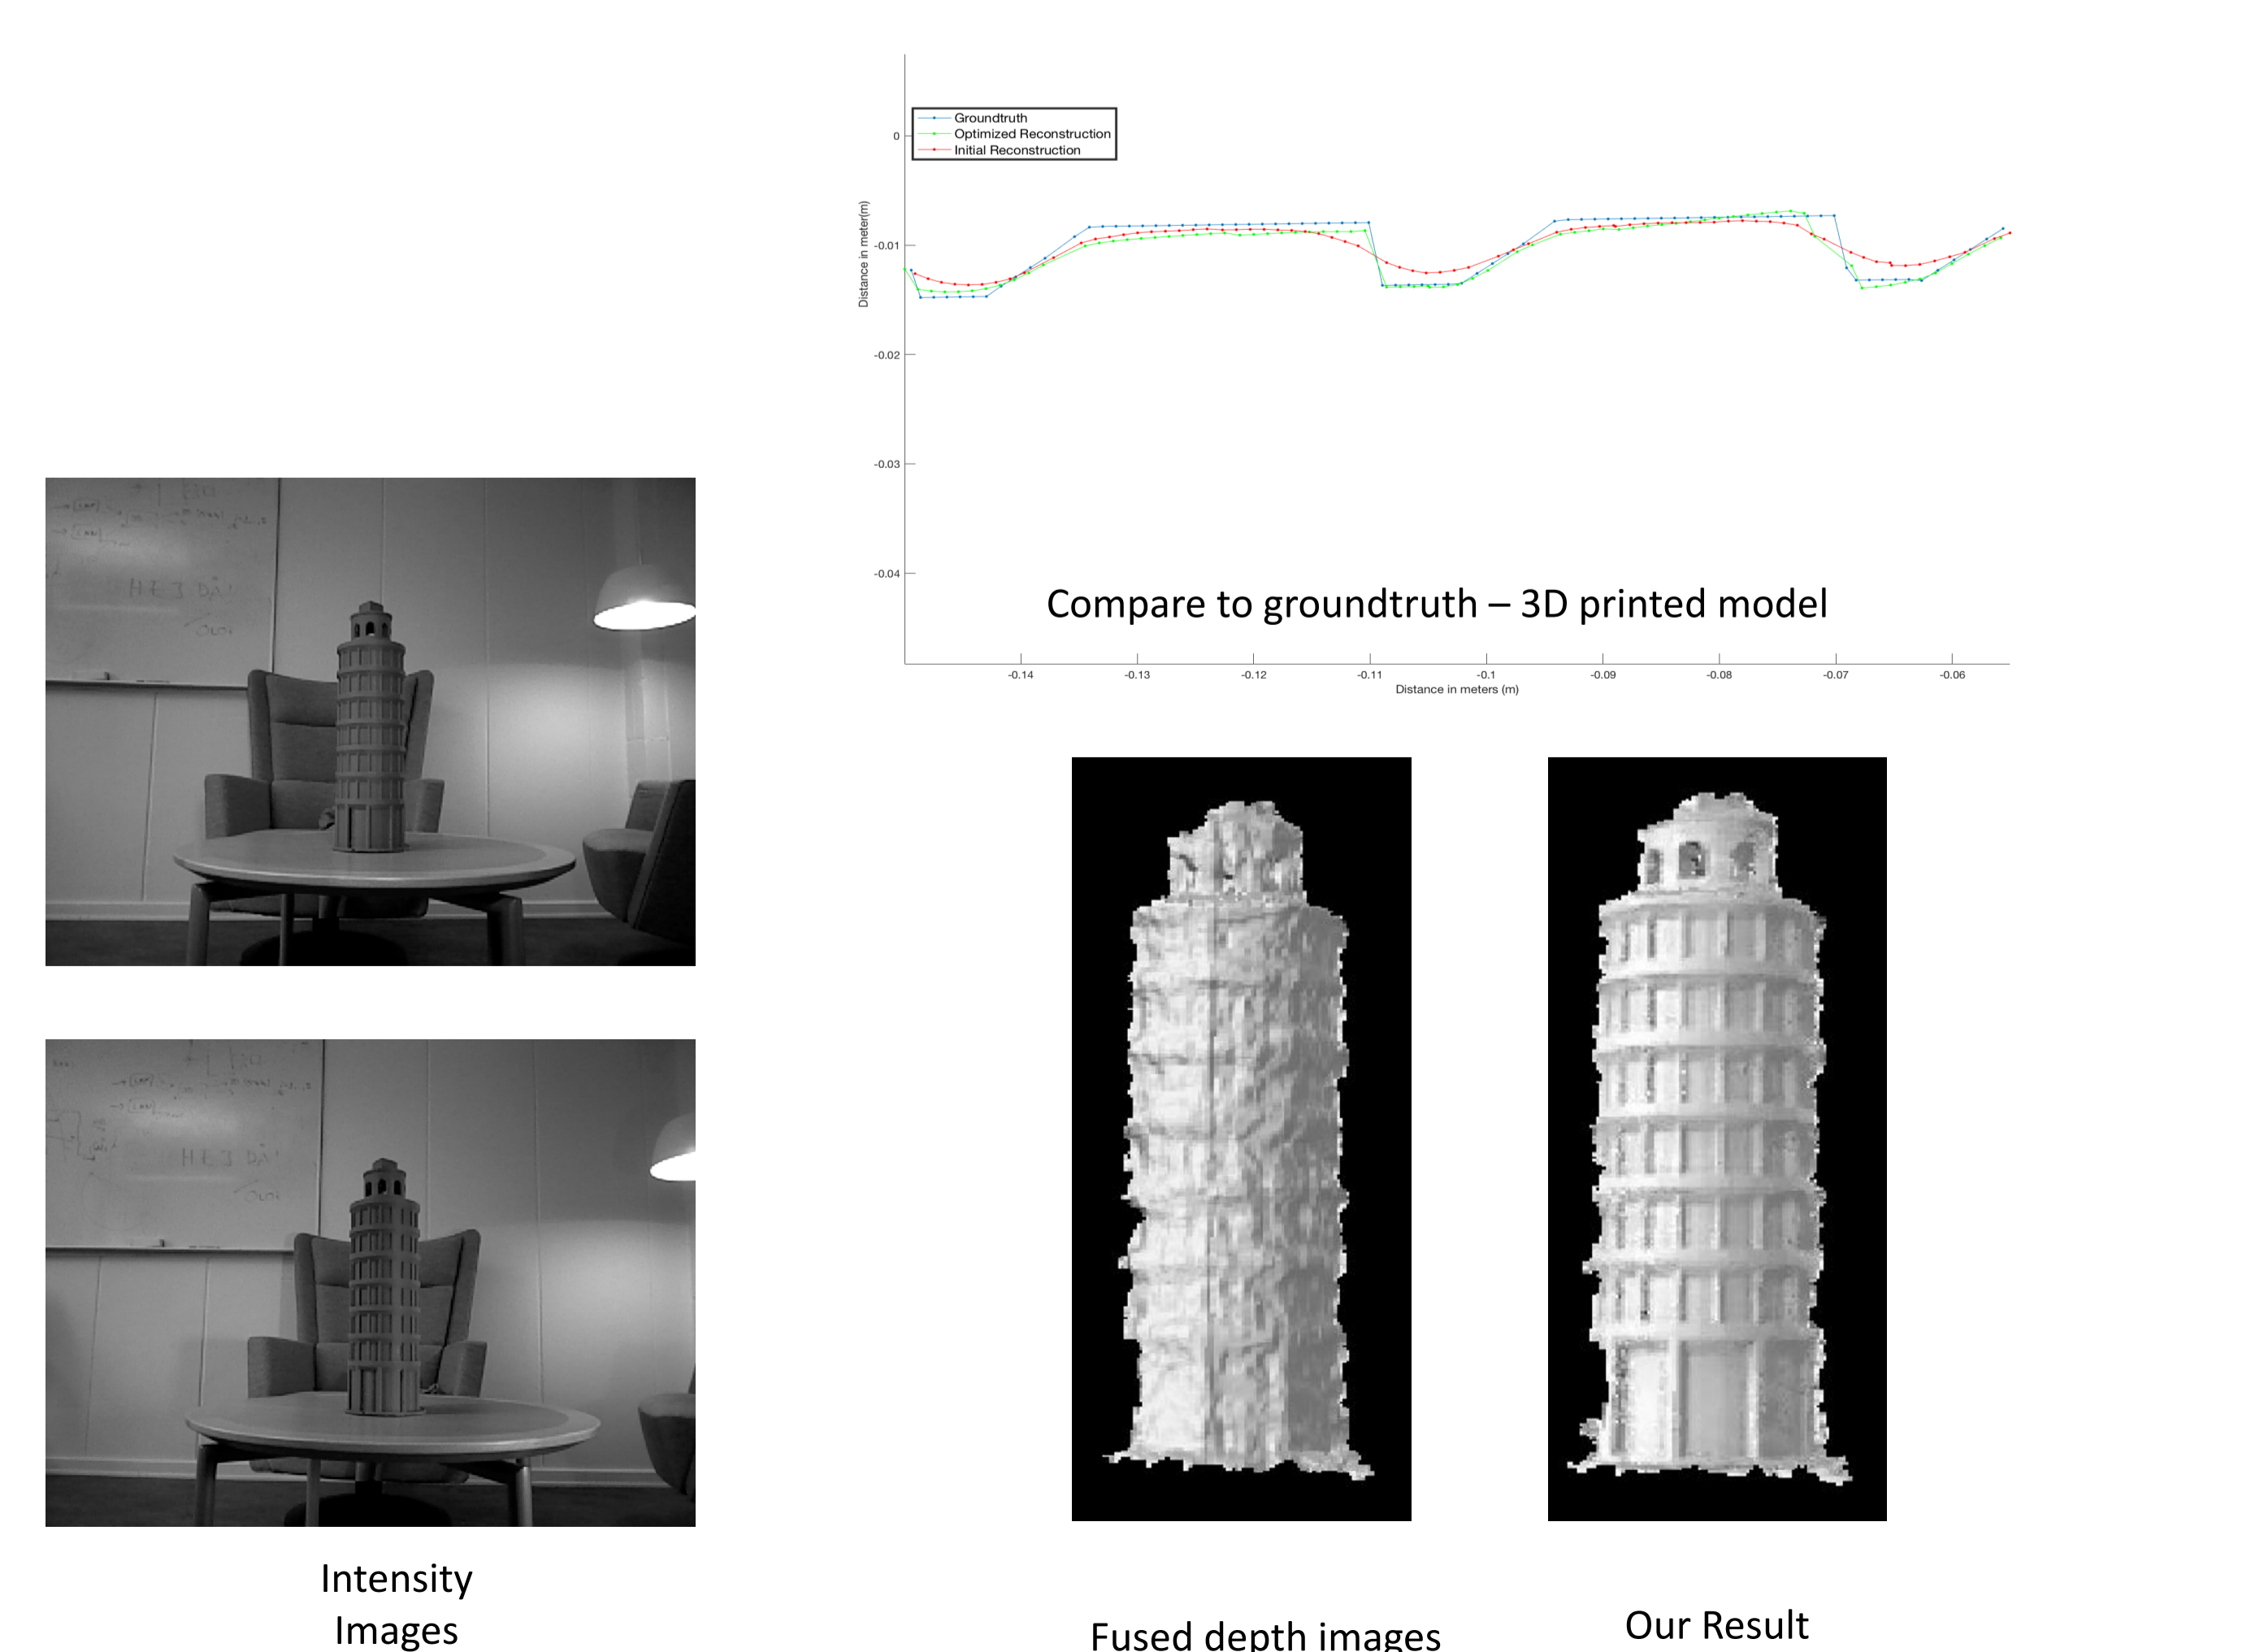 Groundtruth
Optimized Reconstruction
Initial Reconstruction
0
-0.01
-0.02
-0.03
-0.04
Distance in meter(m)
Compare to groundtruth – 3D printed model
-0.14
-0.13
-0.12
-0.11
-0.1
-0.09
-0.08
-0.07
-0.06
Distance in meters (m)
Intensity
Images
Fused depth images
Our Result